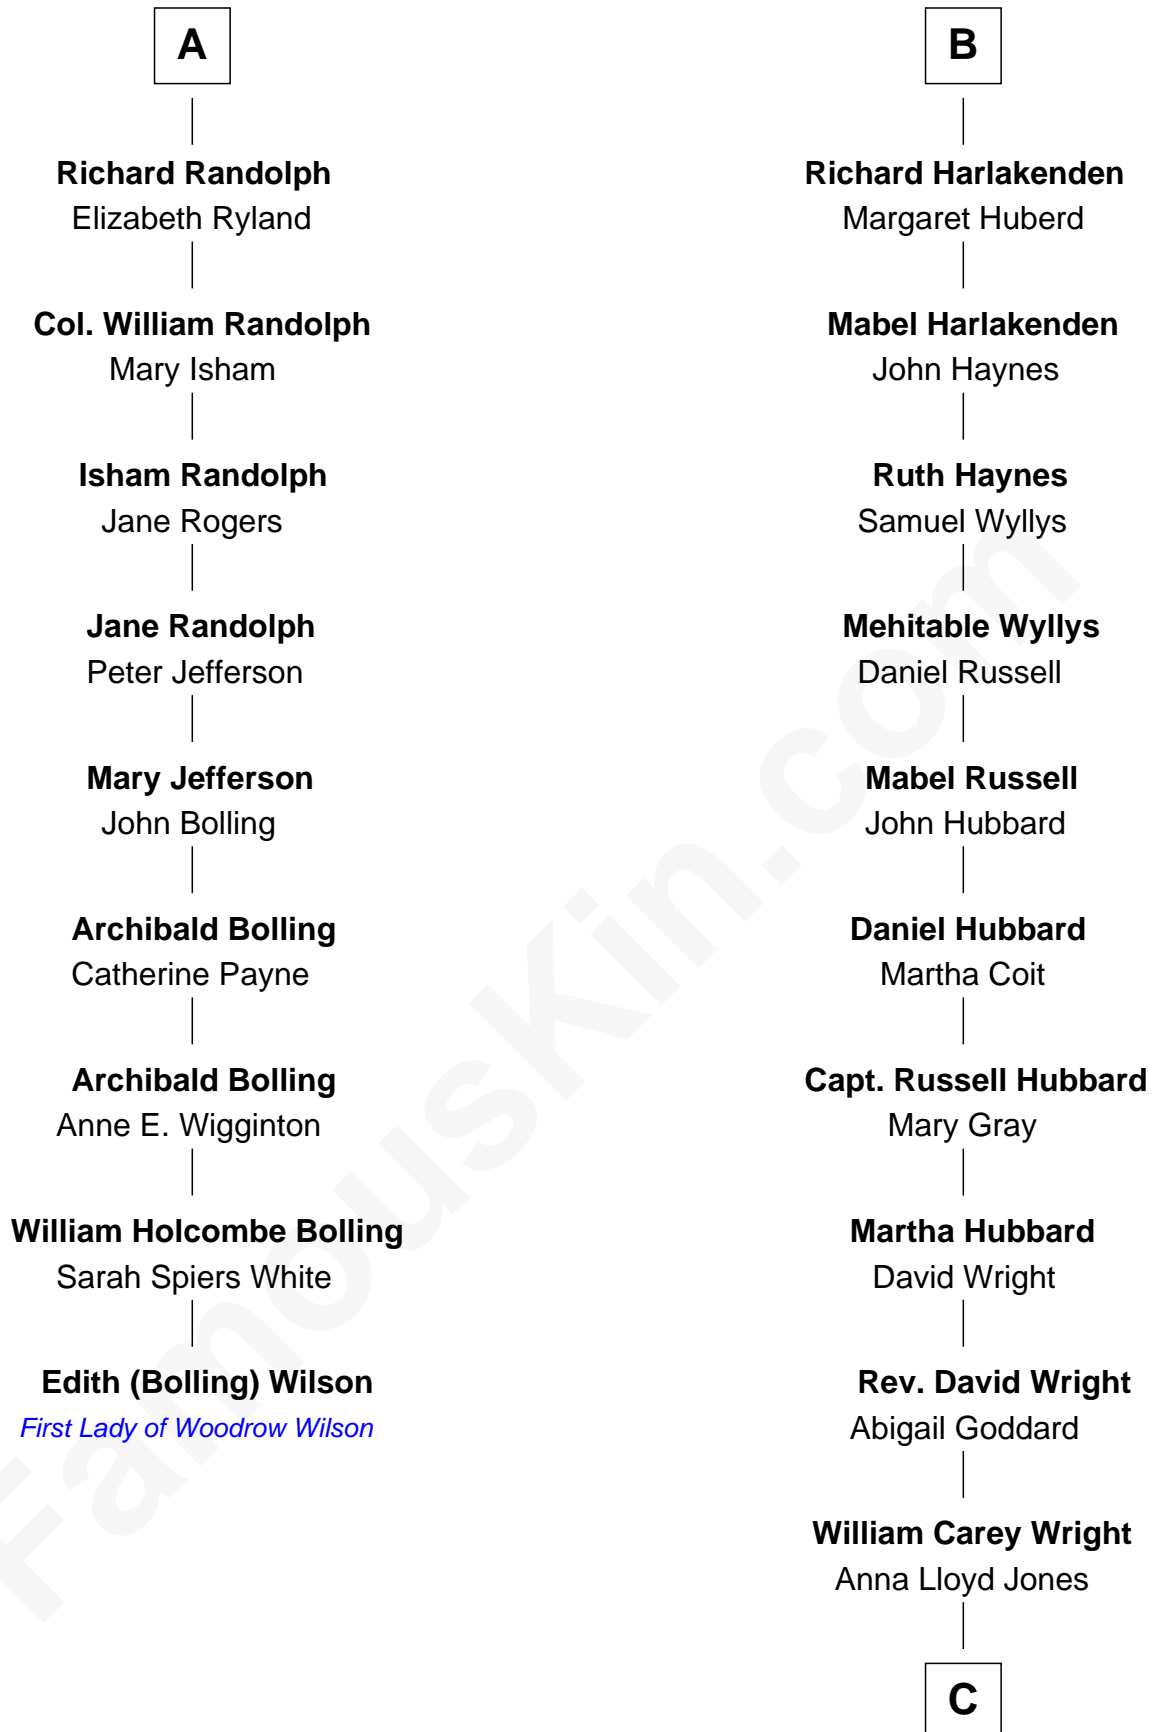 A
Richard Randolph
Elizabeth Ryland
Col. William Randolph
Mary Isham
Isham Randolph
Jane Rogers
Jane Randolph
Peter Jefferson
Mary Jefferson
John Bolling
Archibald Bolling
Catherine Payne
Archibald Bolling
Anne E. Wigginton
William Holcombe Bolling
Sarah Spiers White
Edith (Bolling) Wilson
First Lady of Woodrow Wilson
B
Richard Harlakenden
Margaret Huberd
Mabel Harlakenden
John Haynes
Ruth Haynes
Samuel Wyllys
Mehitable Wyllys
Daniel Russell
Mabel Russell
John Hubbard
Daniel Hubbard
Martha Coit
Capt. Russell Hubbard
Mary Gray
Martha Hubbard
David Wright
Rev. David Wright
Abigail Goddard
William Carey Wright
Anna Lloyd Jones
C
FamousKin.com